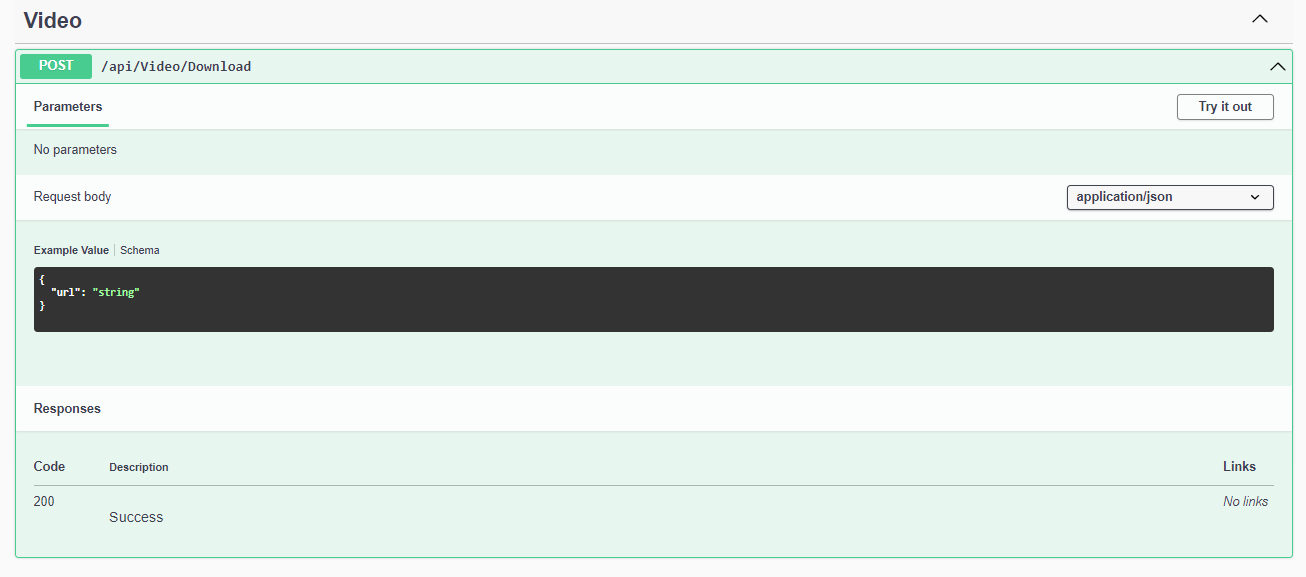 Video
POST /api/Video/Download
Parameters Try it out
No parameters
Request body application/json
Example Value Schema
{
  "url": "string"
}
Responses
Code Description Links
200 No links
Success